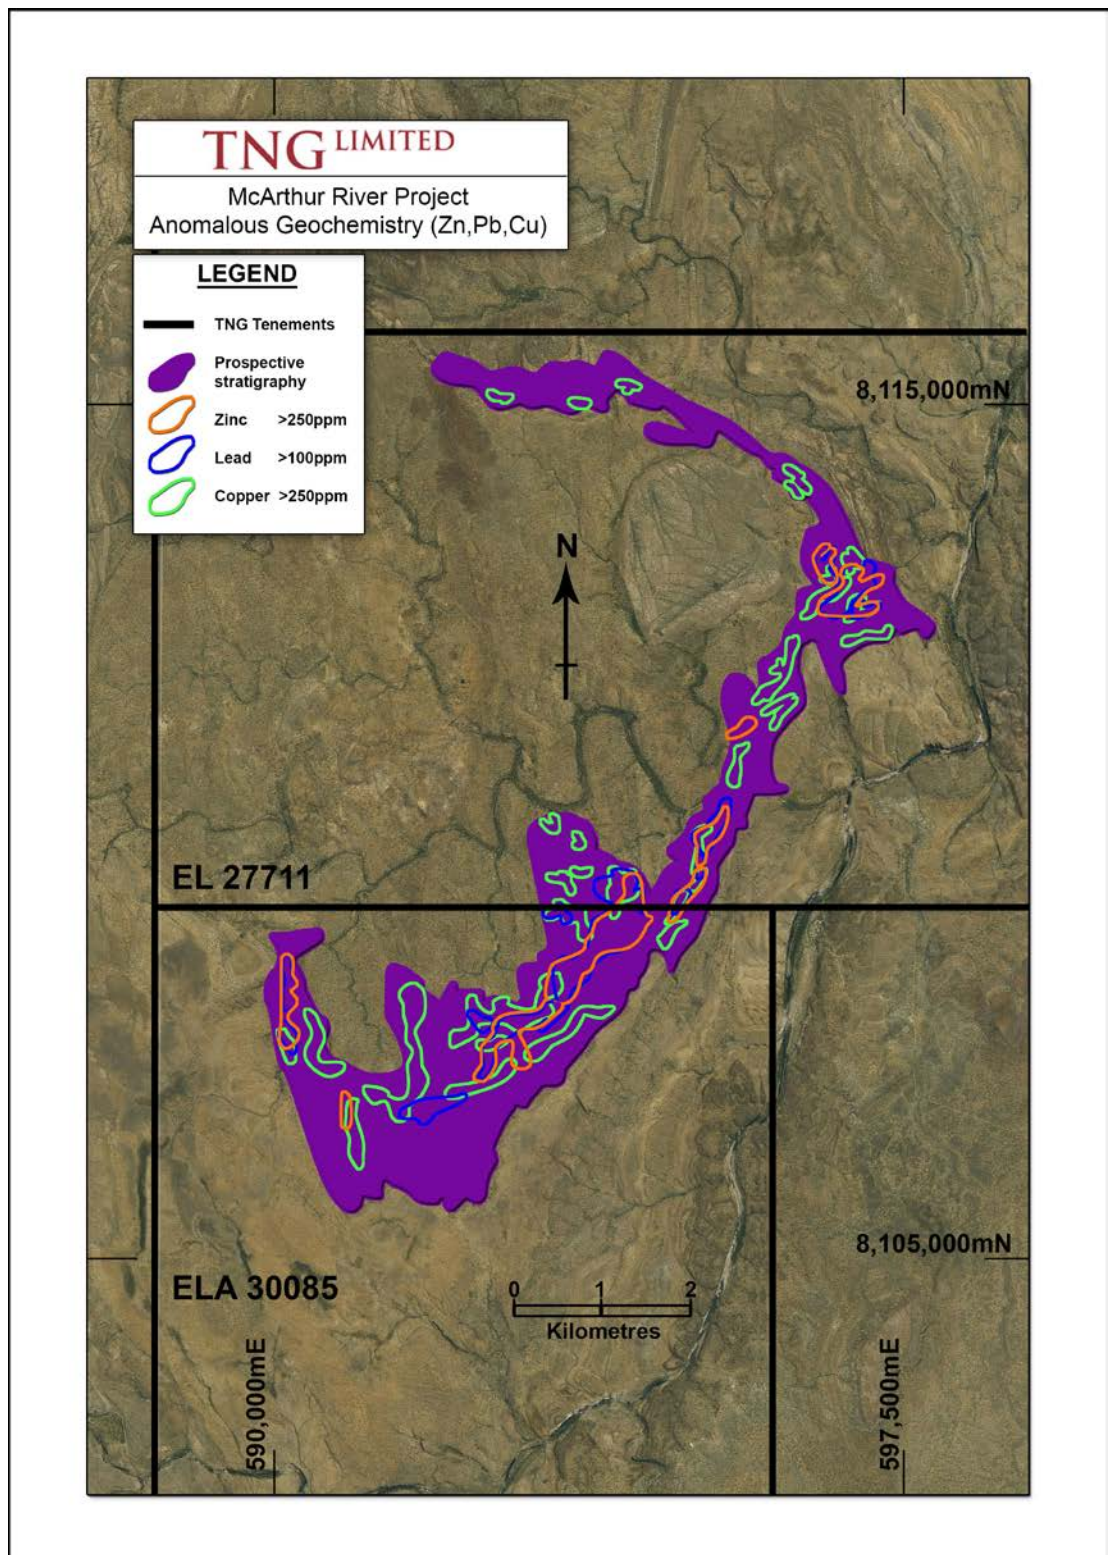 TNG LIMITED
McArthur River Project
Anomalous Geochemistry (Zn,Pb,Cu)
LEGEND
TNG Tenements
Prospective
stratigraphy
Zinc >250ppm
Lead >100ppm
Copper >250ppm
8,115,000mN
N
EL 27711
8,105,000mN
ELA 30085
0 1 2
Kilometres
590,000mE
597,500mE